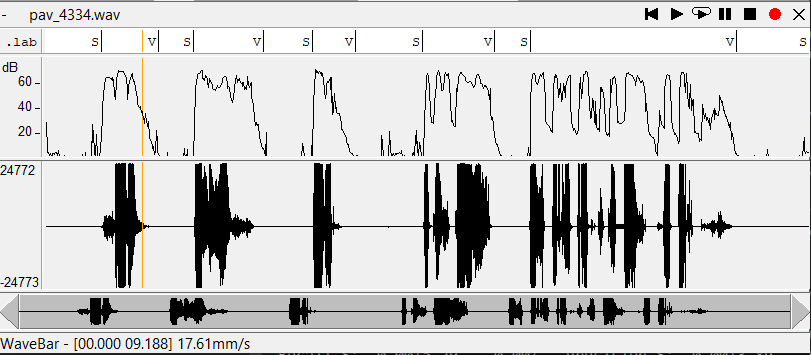 - pav_4334.wav
.lab S V S V S V S V S V S
dB
60
40
20
24772
-24773
WaveBar - [00.000 09.188] 17.61mm/s